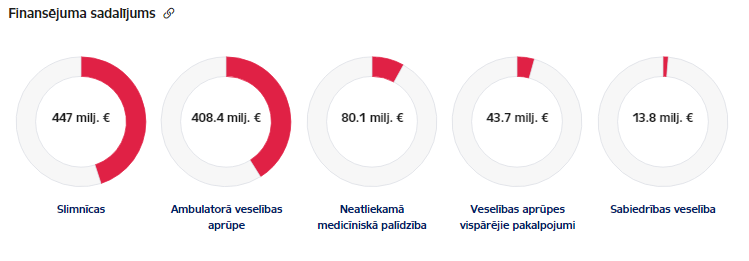 Finansējuma sadalījums
447 milj. €
408.4 milj. €
80.1 milj. €
43.7 milj. €
13.8 milj. €
Slimnīcas
Ambulatorā veselības
aprūpe
Neatliekamā
medicīniskā palīdzība
Veselības aprūpes
vispārējie pakalpojumi
Sabiedrības veselība